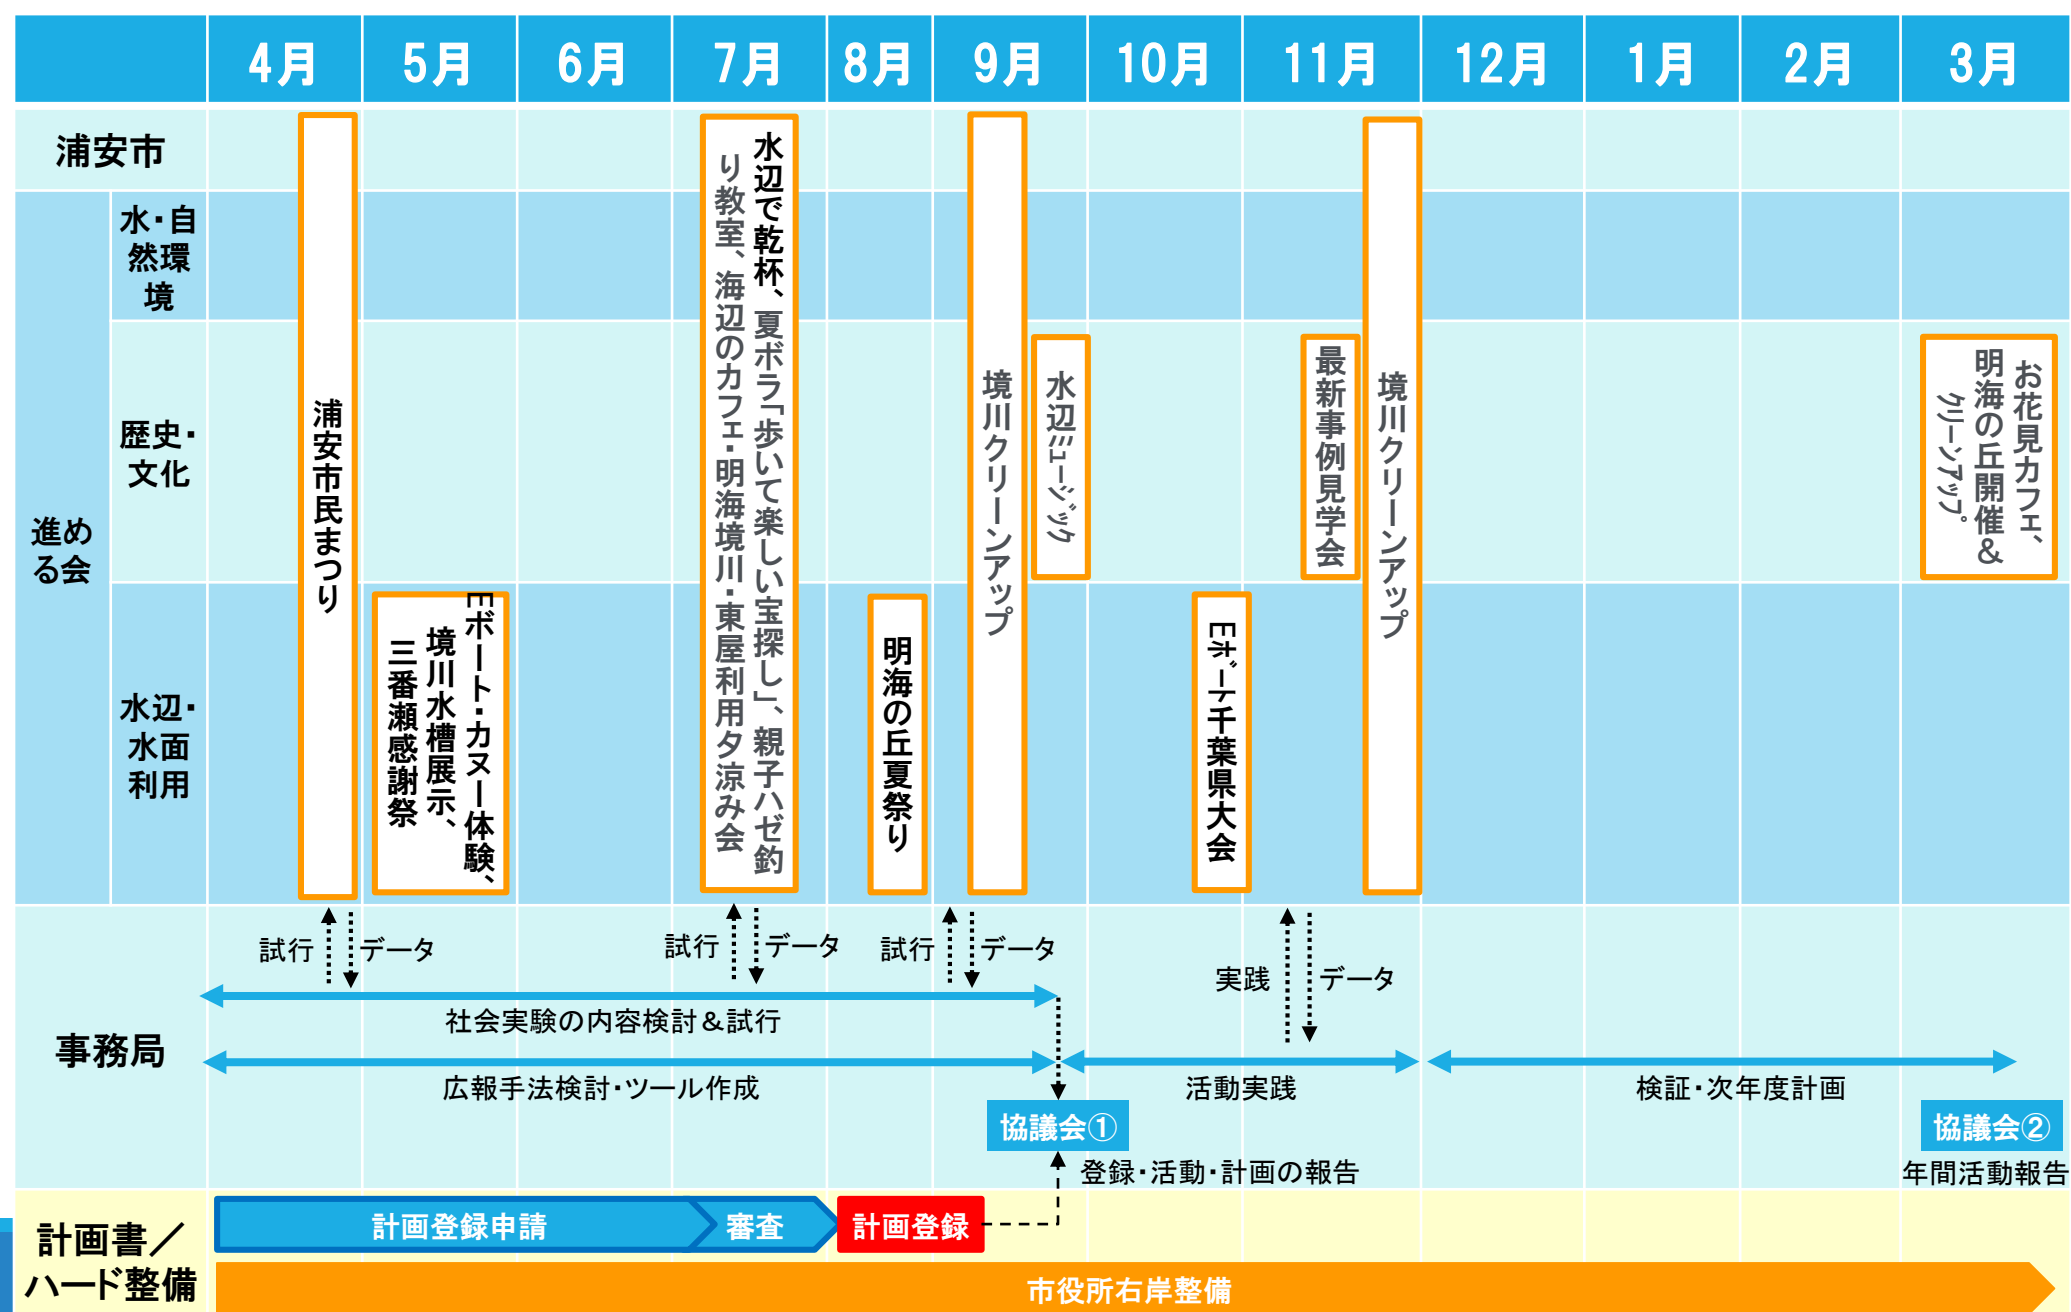 4月
5月
6月
7月
8月
9月
10月
11月
12月
1月
2月
3月
浦安市
進め
る会
水・自
然環
境
歴史・
文化
水辺・
水面
利用
浦安市民まつり
Eボート・カヌー体験、
境川水槽展示、
三番瀬感謝祭
水辺で乾杯、夏ボラ「歩いて楽しい宝探し」、親子ハゼ釣
り教室、海辺のカフェ・明海境川・東屋利用夕涼み会
明海の丘夏祭り
境川クリーンアップ
水辺ﾐｭｰｼﾞｯｸ
Eﾎﾞｰﾄ千葉県大会
最新事例見学会
境川クリーンアップ
お花見カフェ、
明海の丘開催＆
ｸﾘｰﾝｱｯﾌﾟ
事務局
試行
データ
試行
データ
試行
データ
実践
データ
社会実験の内容検討＆試行
広報手法検討・ツール作成
活動実践
検証・次年度計画
協議会①
登録・活動・計画の報告
協議会②
年間活動報告
計画書／
ハード整備
計画登録申請
審査
計画登録
市役所右岸整備